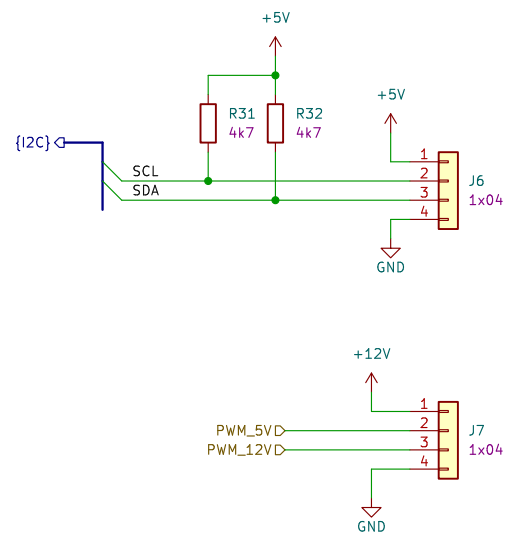 +5V
+5V
R31
4k7
R32
4k7
{I2C}
SCL
SDA
1
2
3
4
J6
1x04
GND
+12V
PWM_5V
PWM_12V
1
2
3
4
J7
1x04
GND